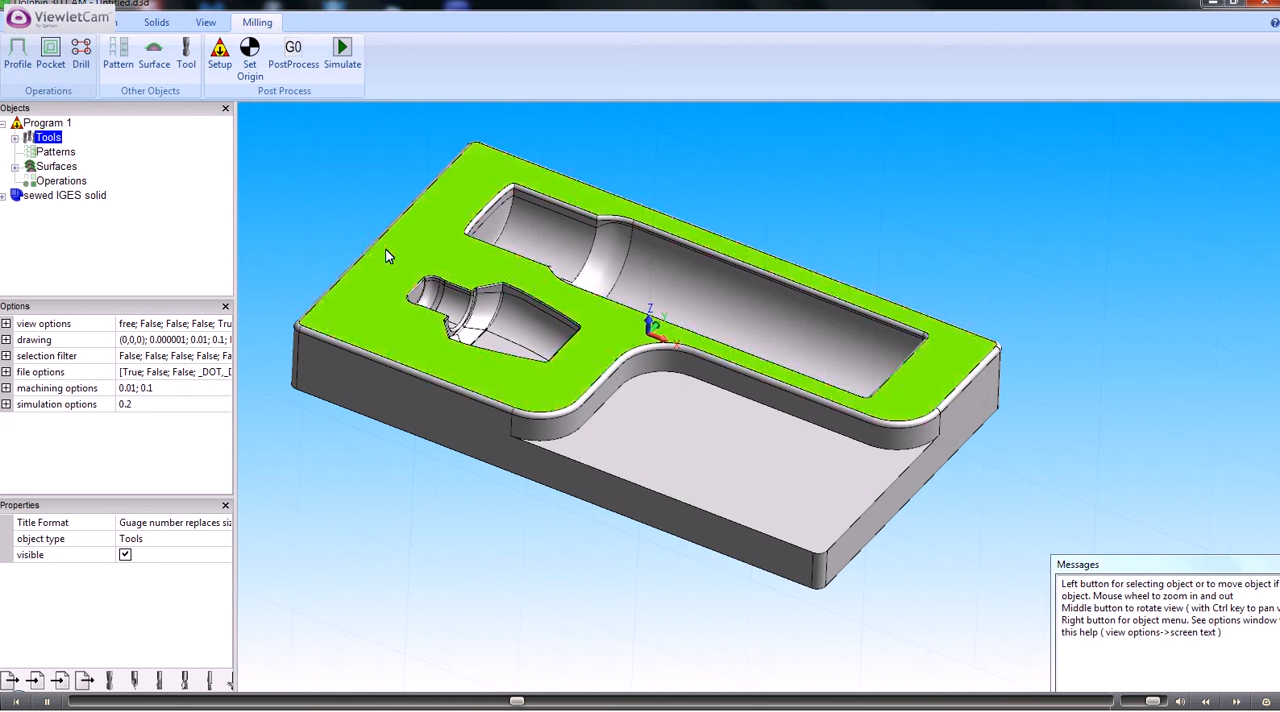 Untitled.d3d
ViewletCam
Solids
View
Milling
Profile
Pocket
Drill
Pattern
Surface
Tool
Setup
Set Origin
G0
PostProcess
Simulate
Operations
Other Objects
Post Process
Objects
Program 1
Tools
Patterns
Surfaces
Operations
sewed IGES solid
Options
view options free; False; False; False; Tru
drawing (0,0,0); 0.000001; 0.01; 0.1; 
selection filter False; False; False; False; F
file options [True; False; False; _DOT,_D
machining options 0.01; 0.1
simulation options 0.2
Properties
Title Format Guage number replaces siz
object type Tools
visible
Z
Y
X
Messages
Left button for selecting object or to move object if
object. Mouse wheel to zoom in and out
Middle button to rotate view ( with Ctrl key to pan v
Right button for object menu. See options window
this help ( view options->screen text )